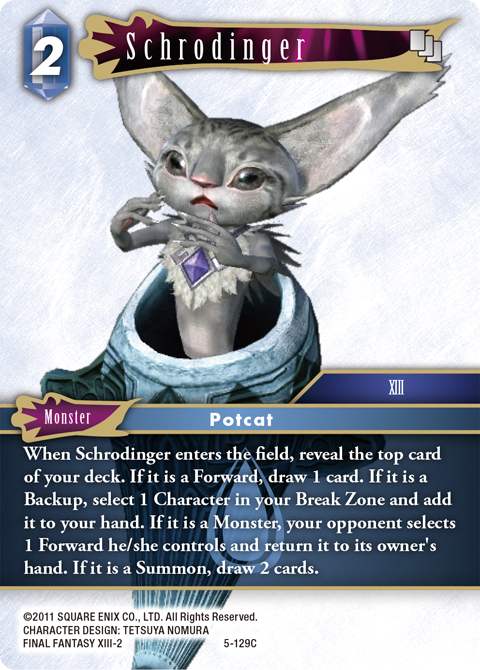 2
Schrodinger
XIII
Monster
Potcat
When Schrodinger enters the field, reveal the top card
of your deck. If it is a Forward, draw 1 card. If it is a
Backup, select 1 Character in your Break Zone and add
it to your hand. If it is a Monster, your opponent selects
1 Forward he/she controls and return it to its owner's
hand. If it is a Summon, draw 2 cards.
©2011 SQUARE ENIX CO., LTD. All Rights Reserved.
CHARACTER DESIGN: TETSUYA NOMURA
FINAL FANTASY XIII-2 5-129C